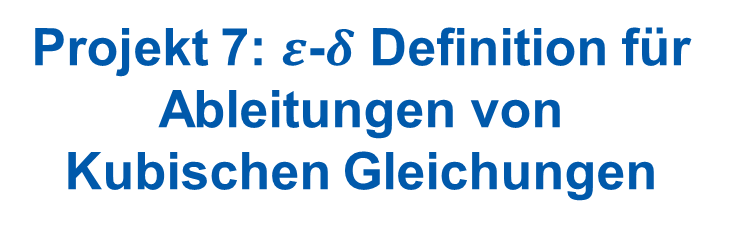 Projekt 7: 𝜺-𝜹 Definition für
Ableitungen von
Kubischen Gleichungen